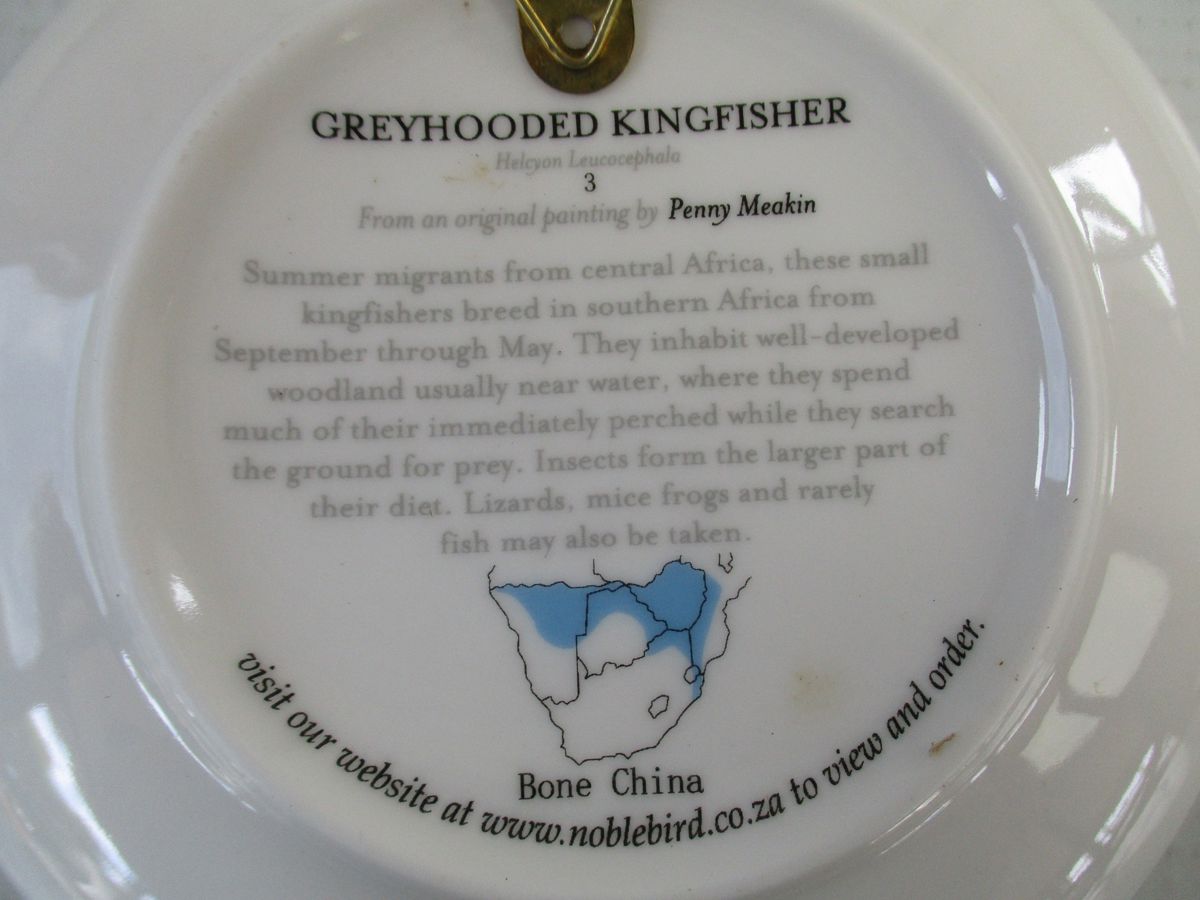 GREYHOODED KINGFISHER
Helcyon Leucocephala
3
From an original painting by Penny Meakin
Summer migrants from central Africa, these small
kingfishers breed in southern Africa from
September through May. They inhabit well-developed
woodland usually near water, where they spend
much of their immediately perched while they search
the ground for prey. Insects form the larger part of
their diet. Lizards, mice frogs and rarely
fish may also be taken.
Bone China
visit our website at www.noblebird.co.za to view and order.